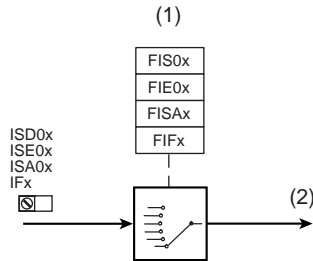 (1)
FIS0x
FIE0x
FISAx
FIFx
ISD0x
ISE0x
ISA0x
IFx
(2)